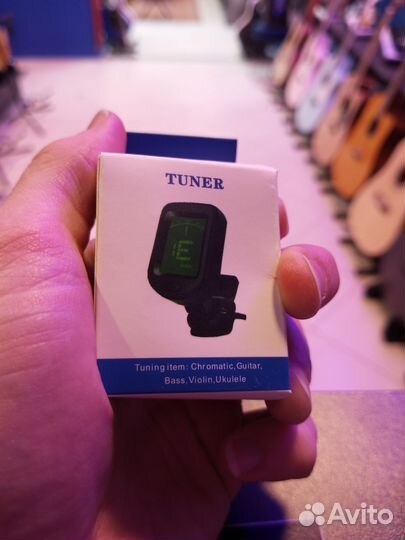 TUNER
E
Tuning item: Chromatic,Guitar,
Bass,Violin,Ukulele
Avito